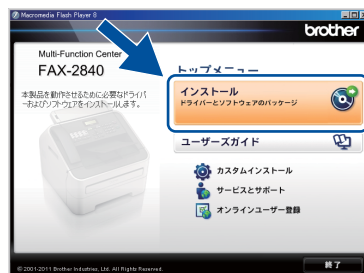 Macromedia Flash Player 8
brother
Multi-Function Center
FAX-2840
トップメニュー
本製品を動作させるために必要なドライバ
ーおよびソフトウェアをインストールします。
インストール
ドライバーとソフトウェアのパッケージ
ユーザーズガイド
カスタムインストール
サービスとサポート
オンラインユーザー登録
© 2001-2011 Brother Industries, Ltd. All Rights Reserved.
終了